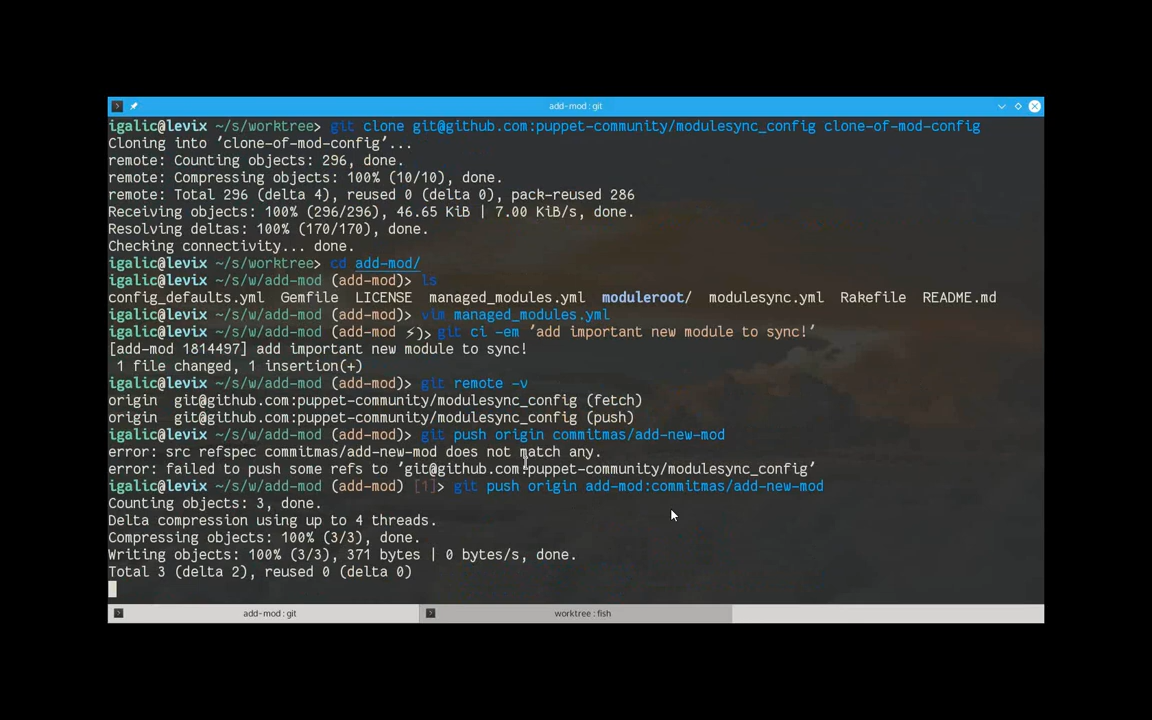 add-mod : git
igalic@levix ~/s/worktree> git clone git@github.com:puppet-community/modulesync_config clone-of-mod-config
Cloning into 'clone-of-mod-config'...
remote: Counting objects: 296, done.
remote: Compressing objects: 100% (10/10), done.
remote: Total 296 (delta 4), reused 0 (delta 0), pack-reused 286
Receiving objects: 100% (296/296), 46.65 KiB | 7.00 KiB/s, done.
Resolving deltas: 100% (170/170), done.
Checking connectivity... done.
igalic@levix ~/s/worktree> cd add-mod/
igalic@levix ~/s/w/add-mod (add-mod)> ls
config_defaults.yml  Gemfile  LICENSE  managed_modules.yml  moduleroot/  modulesync.yml  Rakefile  README.md
igalic@levix ~/s/w/add-mod (add-mod)> vim managed_modules.yml
igalic@levix ~/s/w/add-mod (add-mod ⚡)> git ci -em 'add important new module to sync!'
[add-mod 1814497] add important new module to sync!
 1 file changed, 1 insertion(+)
igalic@levix ~/s/w/add-mod (add-mod)> git remote -v
origin  git@github.com:puppet-community/modulesync_config (fetch)
origin  git@github.com:puppet-community/modulesync_config (push)
igalic@levix ~/s/w/add-mod (add-mod)> git push origin commitmas/add-new-mod
error: src refspec commitmas/add-new-mod does not match any.
error: failed to push some refs to 'git@github.com:puppet-community/modulesync_config'
igalic@levix ~/s/w/add-mod (add-mod) [1]> git push origin add-mod:commitmas/add-new-mod
Counting objects: 3, done.
Delta compression using up to 4 threads.
Compressing objects: 100% (3/3), done.
Writing objects: 100% (3/3), 371 bytes | 0 bytes/s, done.
Total 3 (delta 2), reused 0 (delta 0)
add-mod : git
worktree : fish